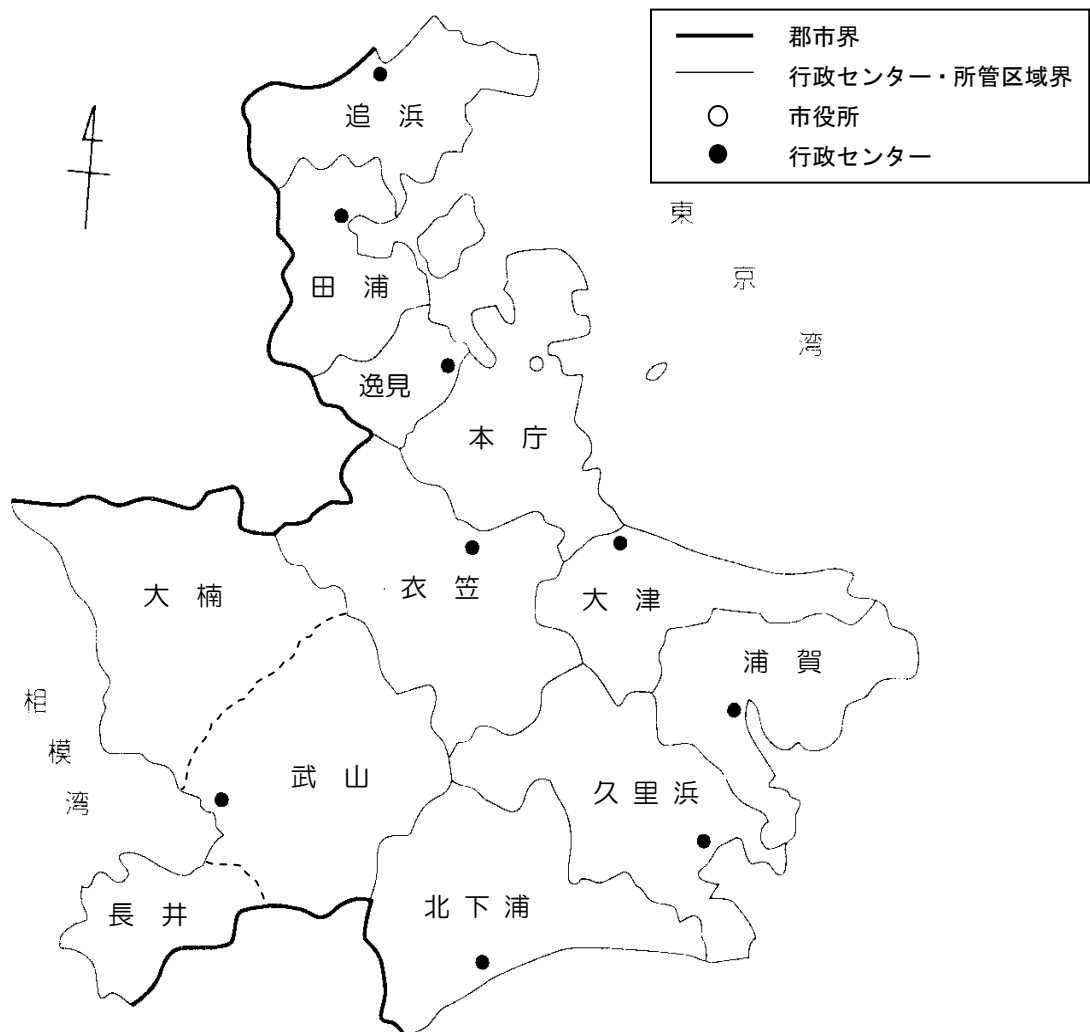 郡市界
行政センター・所管区域界
市役所
行政センター
追浜
東京湾
田浦
逸見
本庁
大楠
衣笠
大津
浦賀
相模湾
武山
久里浜
長井
北下浦